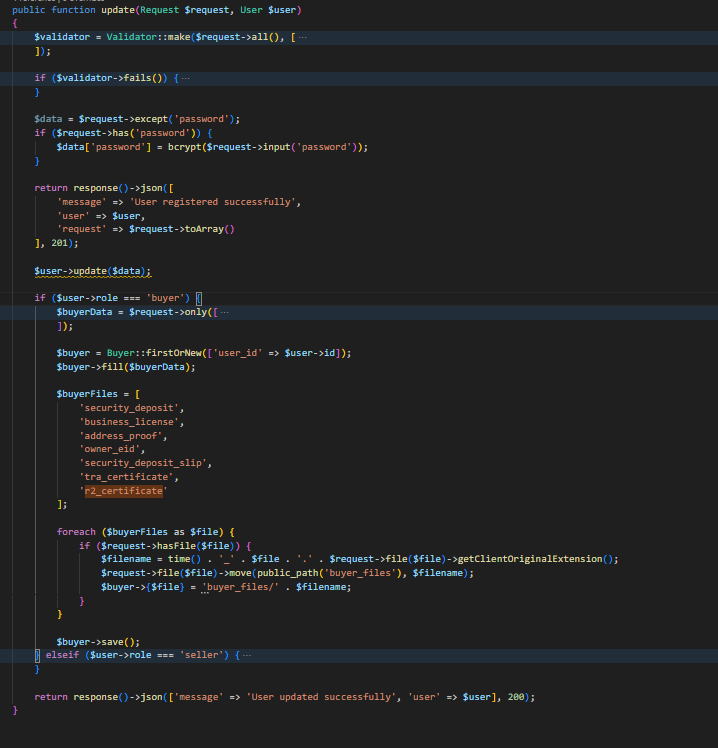 public function update(Request $request, User $user)
{
    $validator = Validator::make($request->all(), [ ···
    ]);

    if ($validator->fails()) { ···
    }

    $data = $request->except('password');
    if ($request->has('password')) {
        $data['password'] = bcrypt($request->input('password'));
    }

    return response()->json([
        'message' => 'User registered successfully',
        'user' => $user,
        'request' => $request->toArray()
    ], 201);

    $user->update($data);

    if ($user->role === 'buyer') {
        $buyerData = $request->only([ ···
        ]);

        $buyer = Buyer::firstOrNew(['user_id' => $user->id]);
        $buyer->fill($buyerData);

        $buyerFiles = [
            'security_deposit',
            'business_license',
            'address_proof',
            'owner_eid',
            'security_deposit_slip',
            'tra_certificate',
            'r2_certificate'
        ];

        foreach ($buyerFiles as $file) {
            if ($request->hasFile($file)) {
                $filename = time() . '_' . $file . '.' . $request->file($file)->getClientOriginalExtension();
                $request->file($file)->move(public_path('buyer_files'), $filename);
                $buyer->{$file} = 'buyer_files/' . $filename;
            }
        }

        $buyer->save();
    } elseif ($user->role === 'seller') { ···
    }

    return response()->json(['message' => 'User updated successfully', 'user' => $user], 200);
}